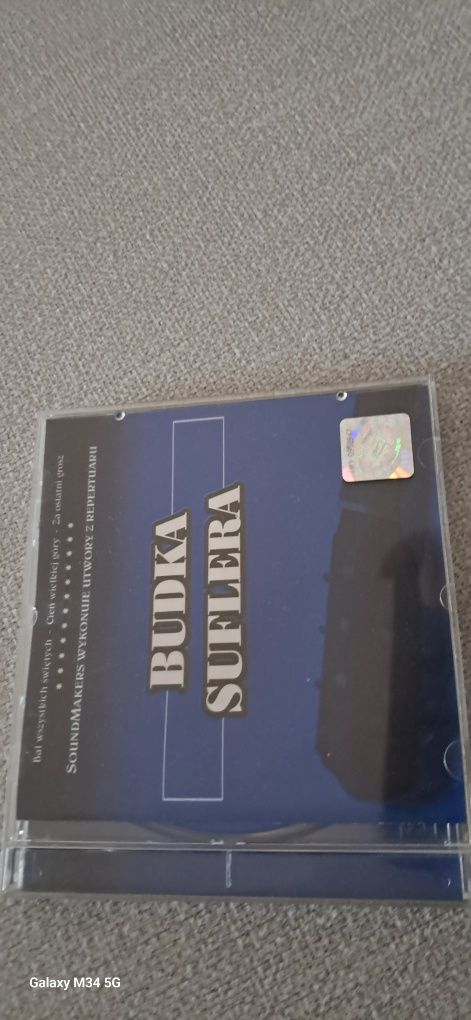 Bal wszystkich świętych - Cień wielkiej góry - Za ostatni grosz
* * * * * * * * * * * *
SOUNDMAKERS WYKONUJE UTWORY Z REPERTUARU
BUDKA
SUFLERA
Galaxy M34 5G